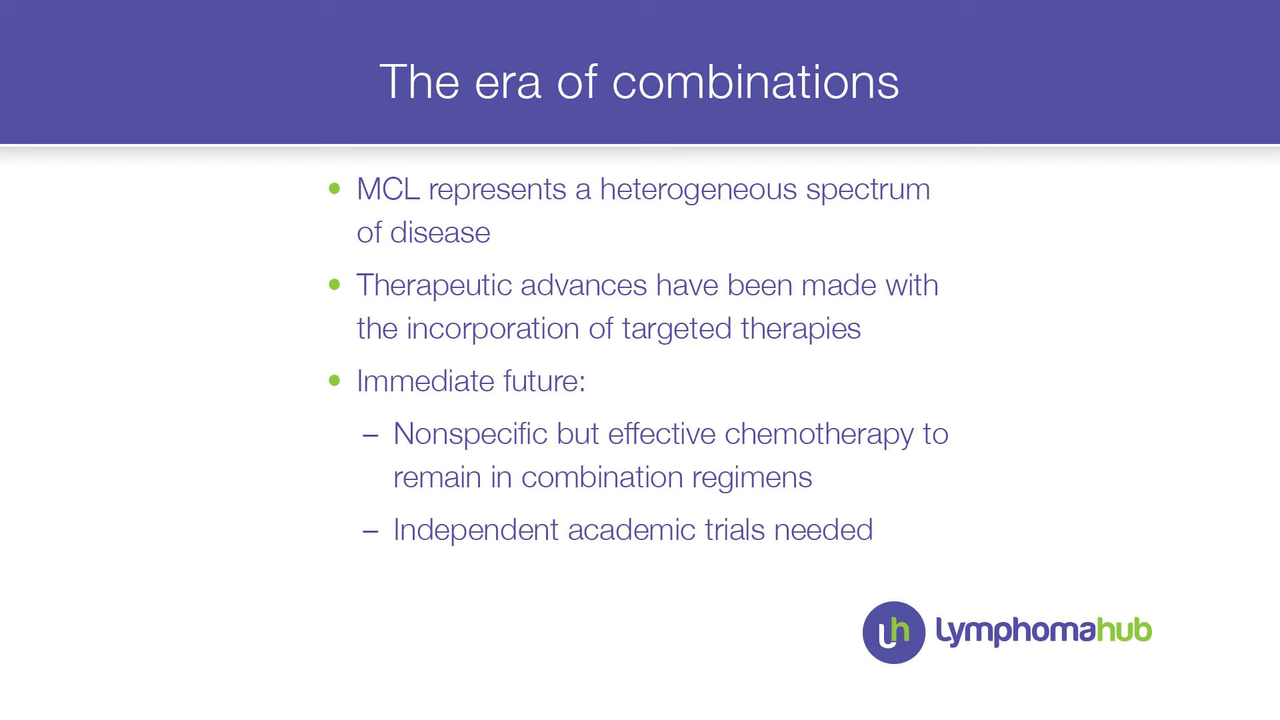 The era of combinations
• MCL represents a heterogeneous spectrum
of disease
• Therapeutic advances have been made with
the incorporation of targeted therapies
• Immediate future:
– Nonspecific but effective chemotherapy to
remain in combination regimens
– Independent academic trials needed
lh Lymphomahub